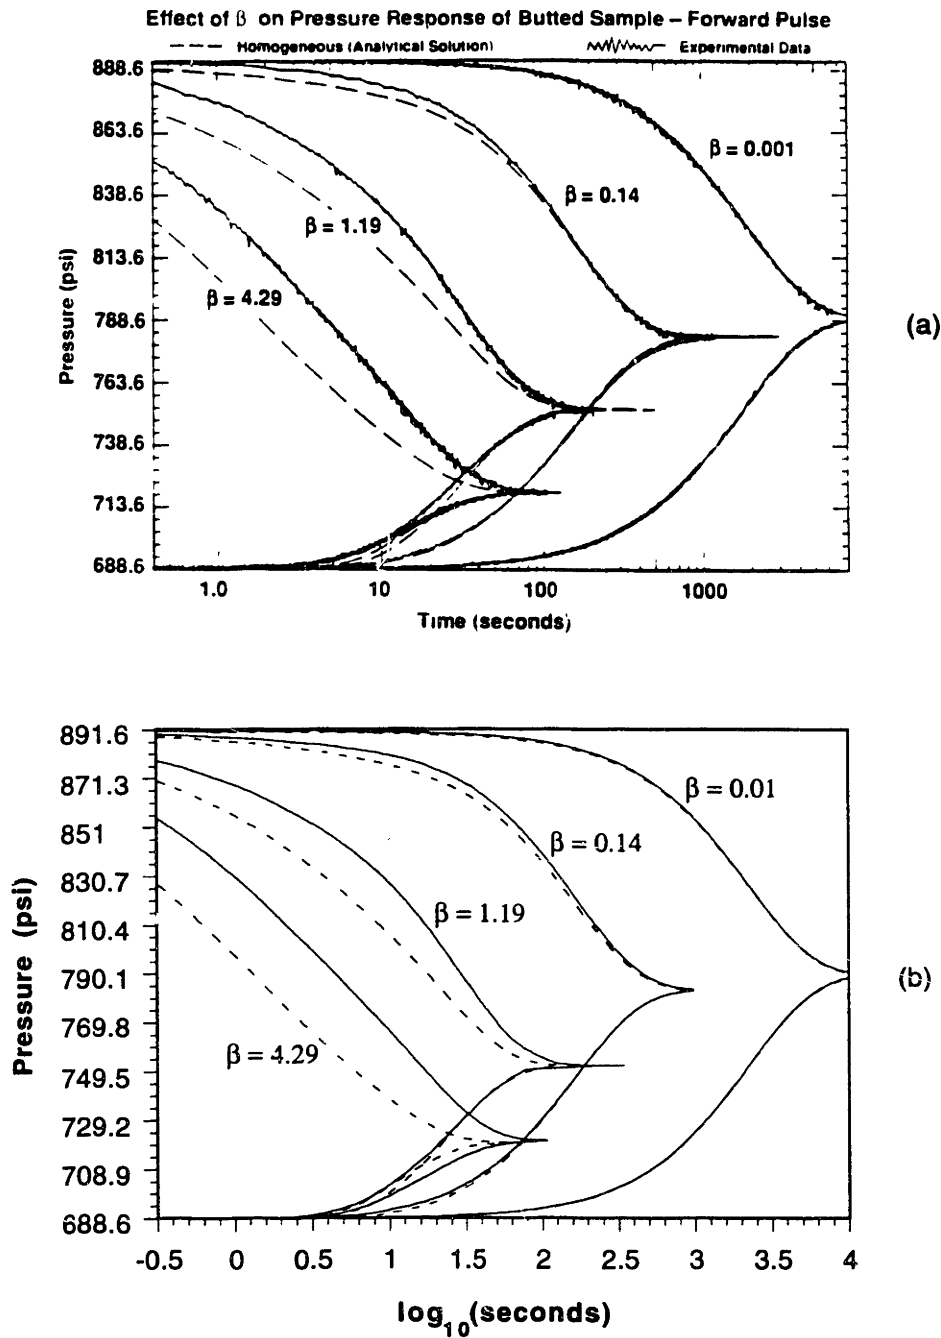 Effect of β on Pressure Response of Butted Sample – Forward Pulse
Homogeneous (Analytical Solution) Experimental Data
888.6
863.6
838.6
813.6
788.6
763.6
738.6
713.6
688.6
Pressure (psi)
β = 0.001
β = 0.14
β = 1.19
β = 4.29
(a)
1.0 10 100 1000
Time (seconds)
891.6
871.3
851
830.7
810.4
790.1
769.8
749.5
729.2
708.9
688.6
Pressure (psi)
β = 0.01
β = 0.14
β = 1.19
β = 4.29
(b)
-0.5 0 0.5 1 1.5 2 2.5 3 3.5 4
log10(seconds)